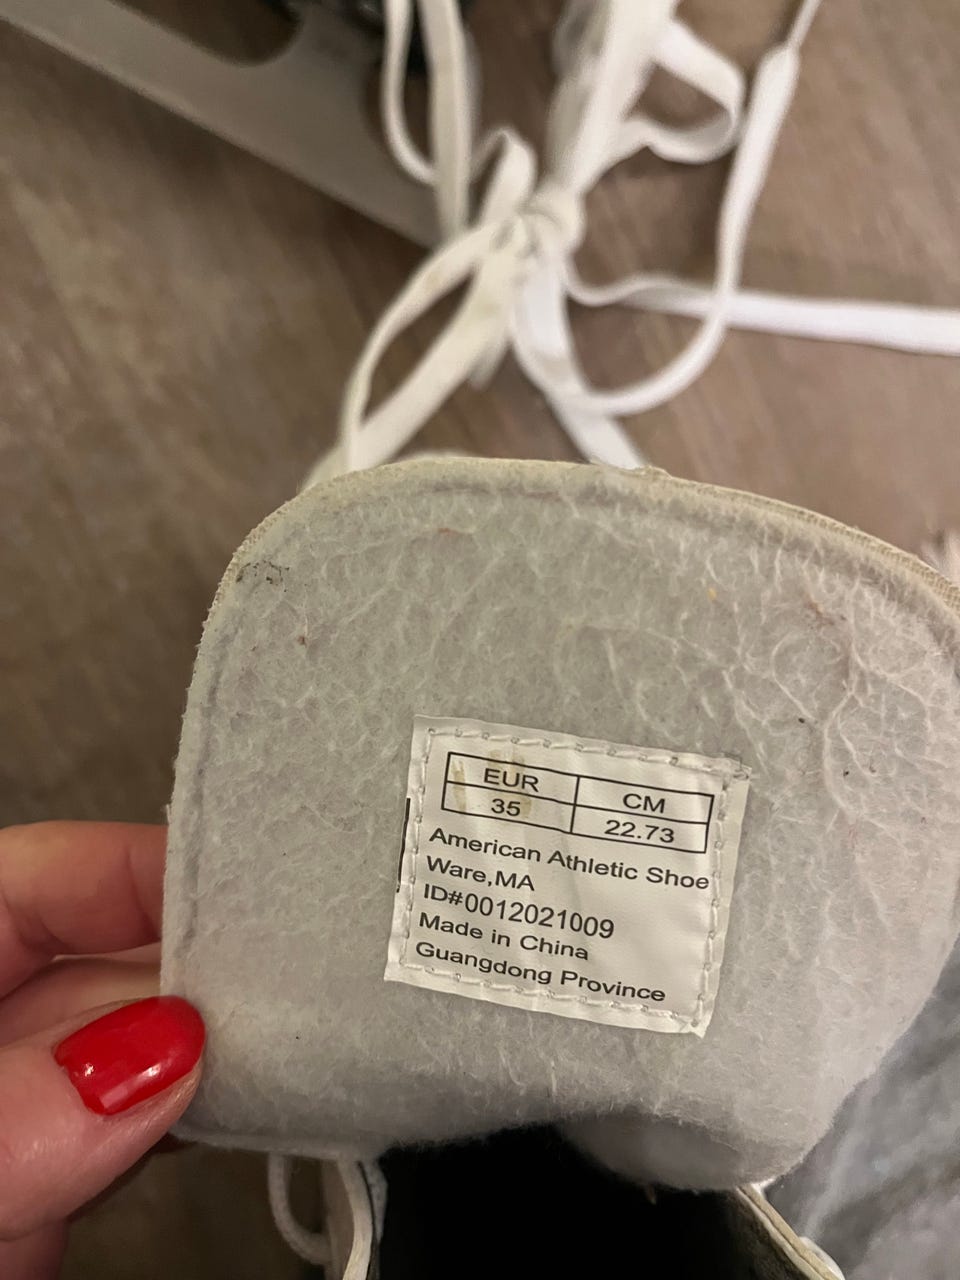 EUR CM
35 22.73
American Athletic Shoe
Ware,MA
ID#0012021009
Made in China
Guangdong Province